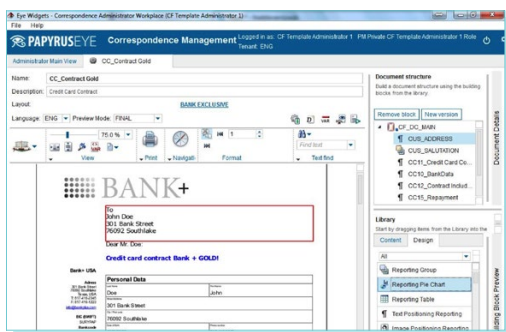 Eye Widgets - Correspondence Administrator Workplace (CF Template Administrator 1)
File Help
PAPYRUSEYE
Correspondence Management
Logged in as: CF Template Administrator 1 PM Private CF Template Administrator 1 Role
Tenant: ENG
Administrator Main View
CC_Contract Gold
Name: CC_Contract Gold
Description: Credit Card Contract
Layout: BANK EXCLUSIVE
Language: ENG Preview Mode: FINAL
75.0 %
1
Find text
View
Print
Navigati-
Format
Text find
BANK+
To
John Doe
301 Bank Street
76092 Southlake
Dear Mr. Doe:
Credit card contract Bank + GOLD!
Bank+ USA
Personal Data
Doe
John
301 Bank Street
76092 Southlake
Document structure
Build a document structure using the building
block from the library.
Remove block
New version
CF_DC_MAIN
CUS_ADDRESS
CUS_SALUTATION
CC11_Credit Card Co...
CC10_BankData
CC12_Contract Includ...
CC15_Repayment
Document Details
Library
Start by dragging items from the Library into the
Content
Design
All
Reporting Group
Reporting Pie Chart
Reporting Table
Text Positioning Reporting
Image Positioning Reporting
Building Block Preview